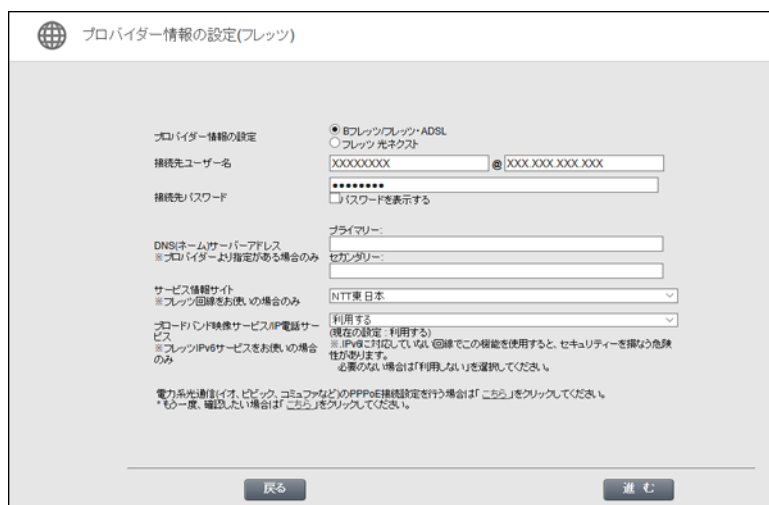 プロバイダー情報の設定(フレッツ)
プロバイダー情報の設定
Bフレッツ/フレッツ・ADSL
フレッツ 光ネクスト
接続先ユーザー名
XXXXXXXX @ XXX.XXX.XXX.XXX
接続先パスワード
●●●●●●●●
パスワードを表示する
DNS(ネーム)サーバーアドレス
※プロバイダーより指定がある場合のみ
プライマリー:
セカンダリー:
サービス情報サイト
※フレッツ回線をお使いの場合のみ
NTT東日本
ブロードバンド映像サービス/IP電話サー
ビス
※フレッツIPv6サービスをお使いの場合
のみ
利用する
(現在の設定 : 利用する)
※.IPv6に対応していない回線でこの機能を使用すると、セキュリティーを損なう危険
性があります。
必要のない場合は「利用しない」を選択してください。
電力系光通信(イオ、ビビック、コミュファなど)のPPPoE接続設定を行う場合は「 こちら 」をクリックしてください。
*もう一度、確認したい場合は「 こちら 」をクリックしてください。
戻る
進 む